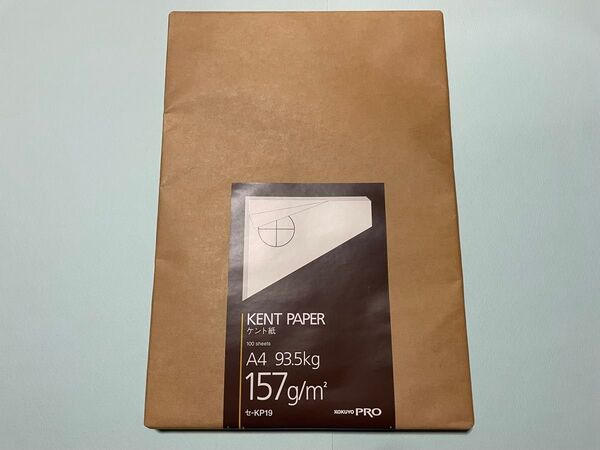 KENT PAPER
ケント紙
100 sheets
A4 93.5kg
157g/m²
セ-KP19
KOKUYO PRO